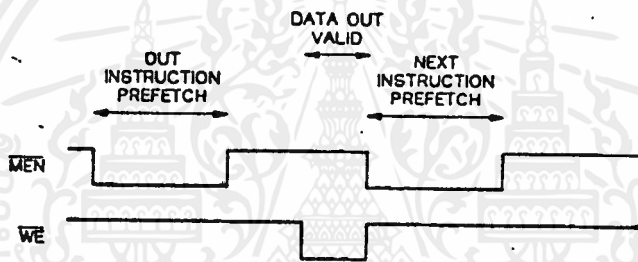 DATA OUT
VALID
OUT
INSTRUCTION
PREFETCH
NEXT
INSTRUCTION
PREFETCH
MEN
WE